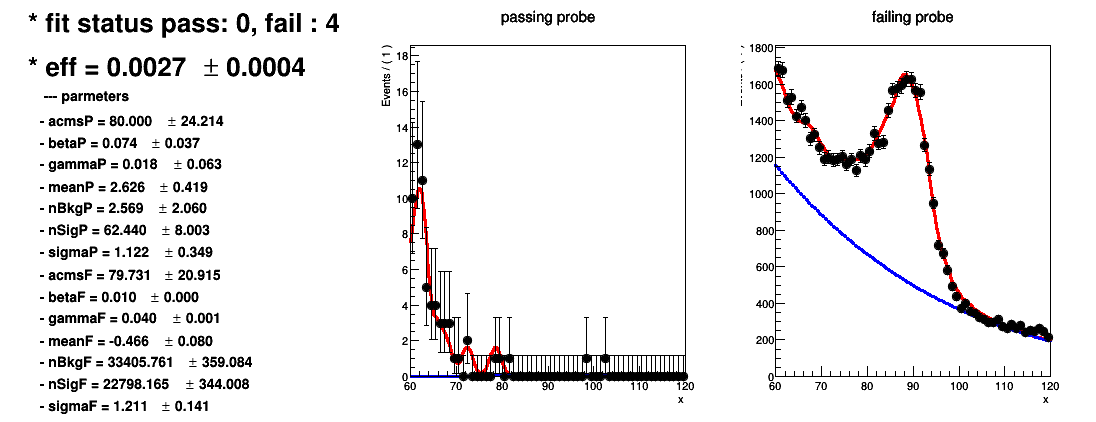 * fit status pass: 0, fail : 4
* eff = 0.0027 ± 0.0004
--- parmeters
- acmsP = 80.000 ± 24.214
- betaP = 0.074 ± 0.037
- gammaP = 0.018 ± 0.063
- meanP = 2.626 ± 0.419
- nBkgP = 2.569 ± 2.060
- nSigP = 62.440 ± 8.003
- sigmaP = 1.122 ± 0.349
- acmsF = 79.731 ± 20.915
- betaF = 0.010 ± 0.000
- gammaF = 0.040 ± 0.001
- meanF = -0.466 ± 0.080
- nBkgF = 33405.761 ± 359.084
- nSigF = 22798.165 ± 344.008
- sigmaF = 1.211 ± 0.141
passing probe
Events / ( 1 )
18
16
14
12
10
8
6
4
2
0
60 70 80 90 100 110 120
x
failing probe
1800
1600
1400
1200
1000
800
600
400
200
0
60 70 80 90 100 110 120
x